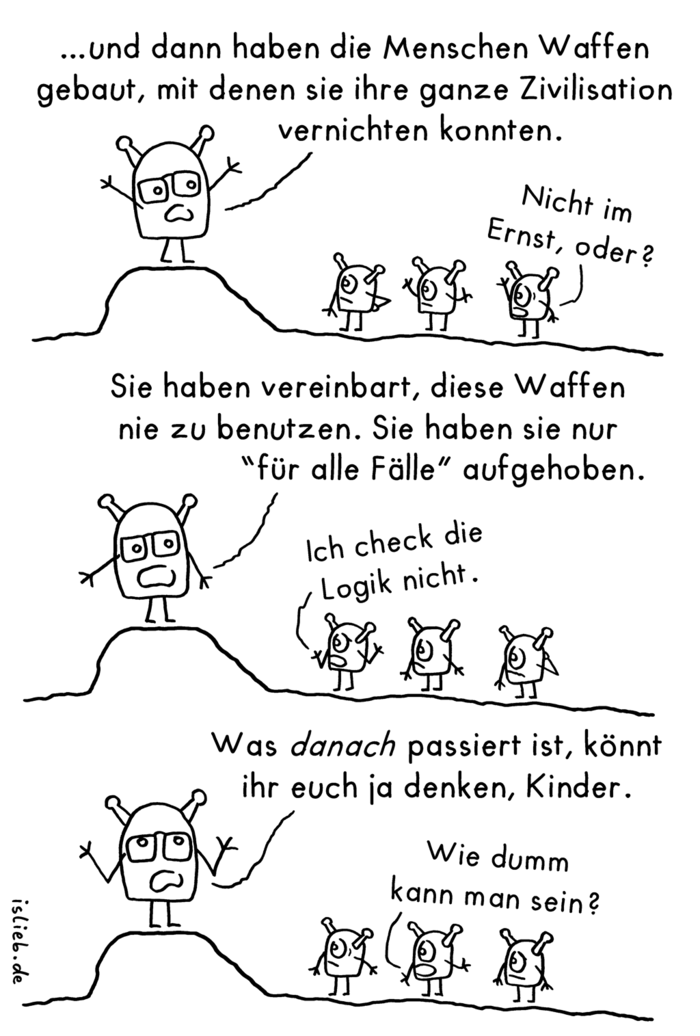 ...und dann haben die Menschen Waffen
gebaut, mit denen sie ihre ganze Zivilisation
vernichten konnten.
Nicht im
Ernst, oder?
Sie haben vereinbart, diese Waffen
nie zu benutzen. Sie haben sie nur
“für alle Fälle” aufgehoben.
Ich check die
Logik nicht.
Was danach passiert ist, könnt
ihr euch ja denken, Kinder.
Wie dumm
kann man sein?
islieb.de